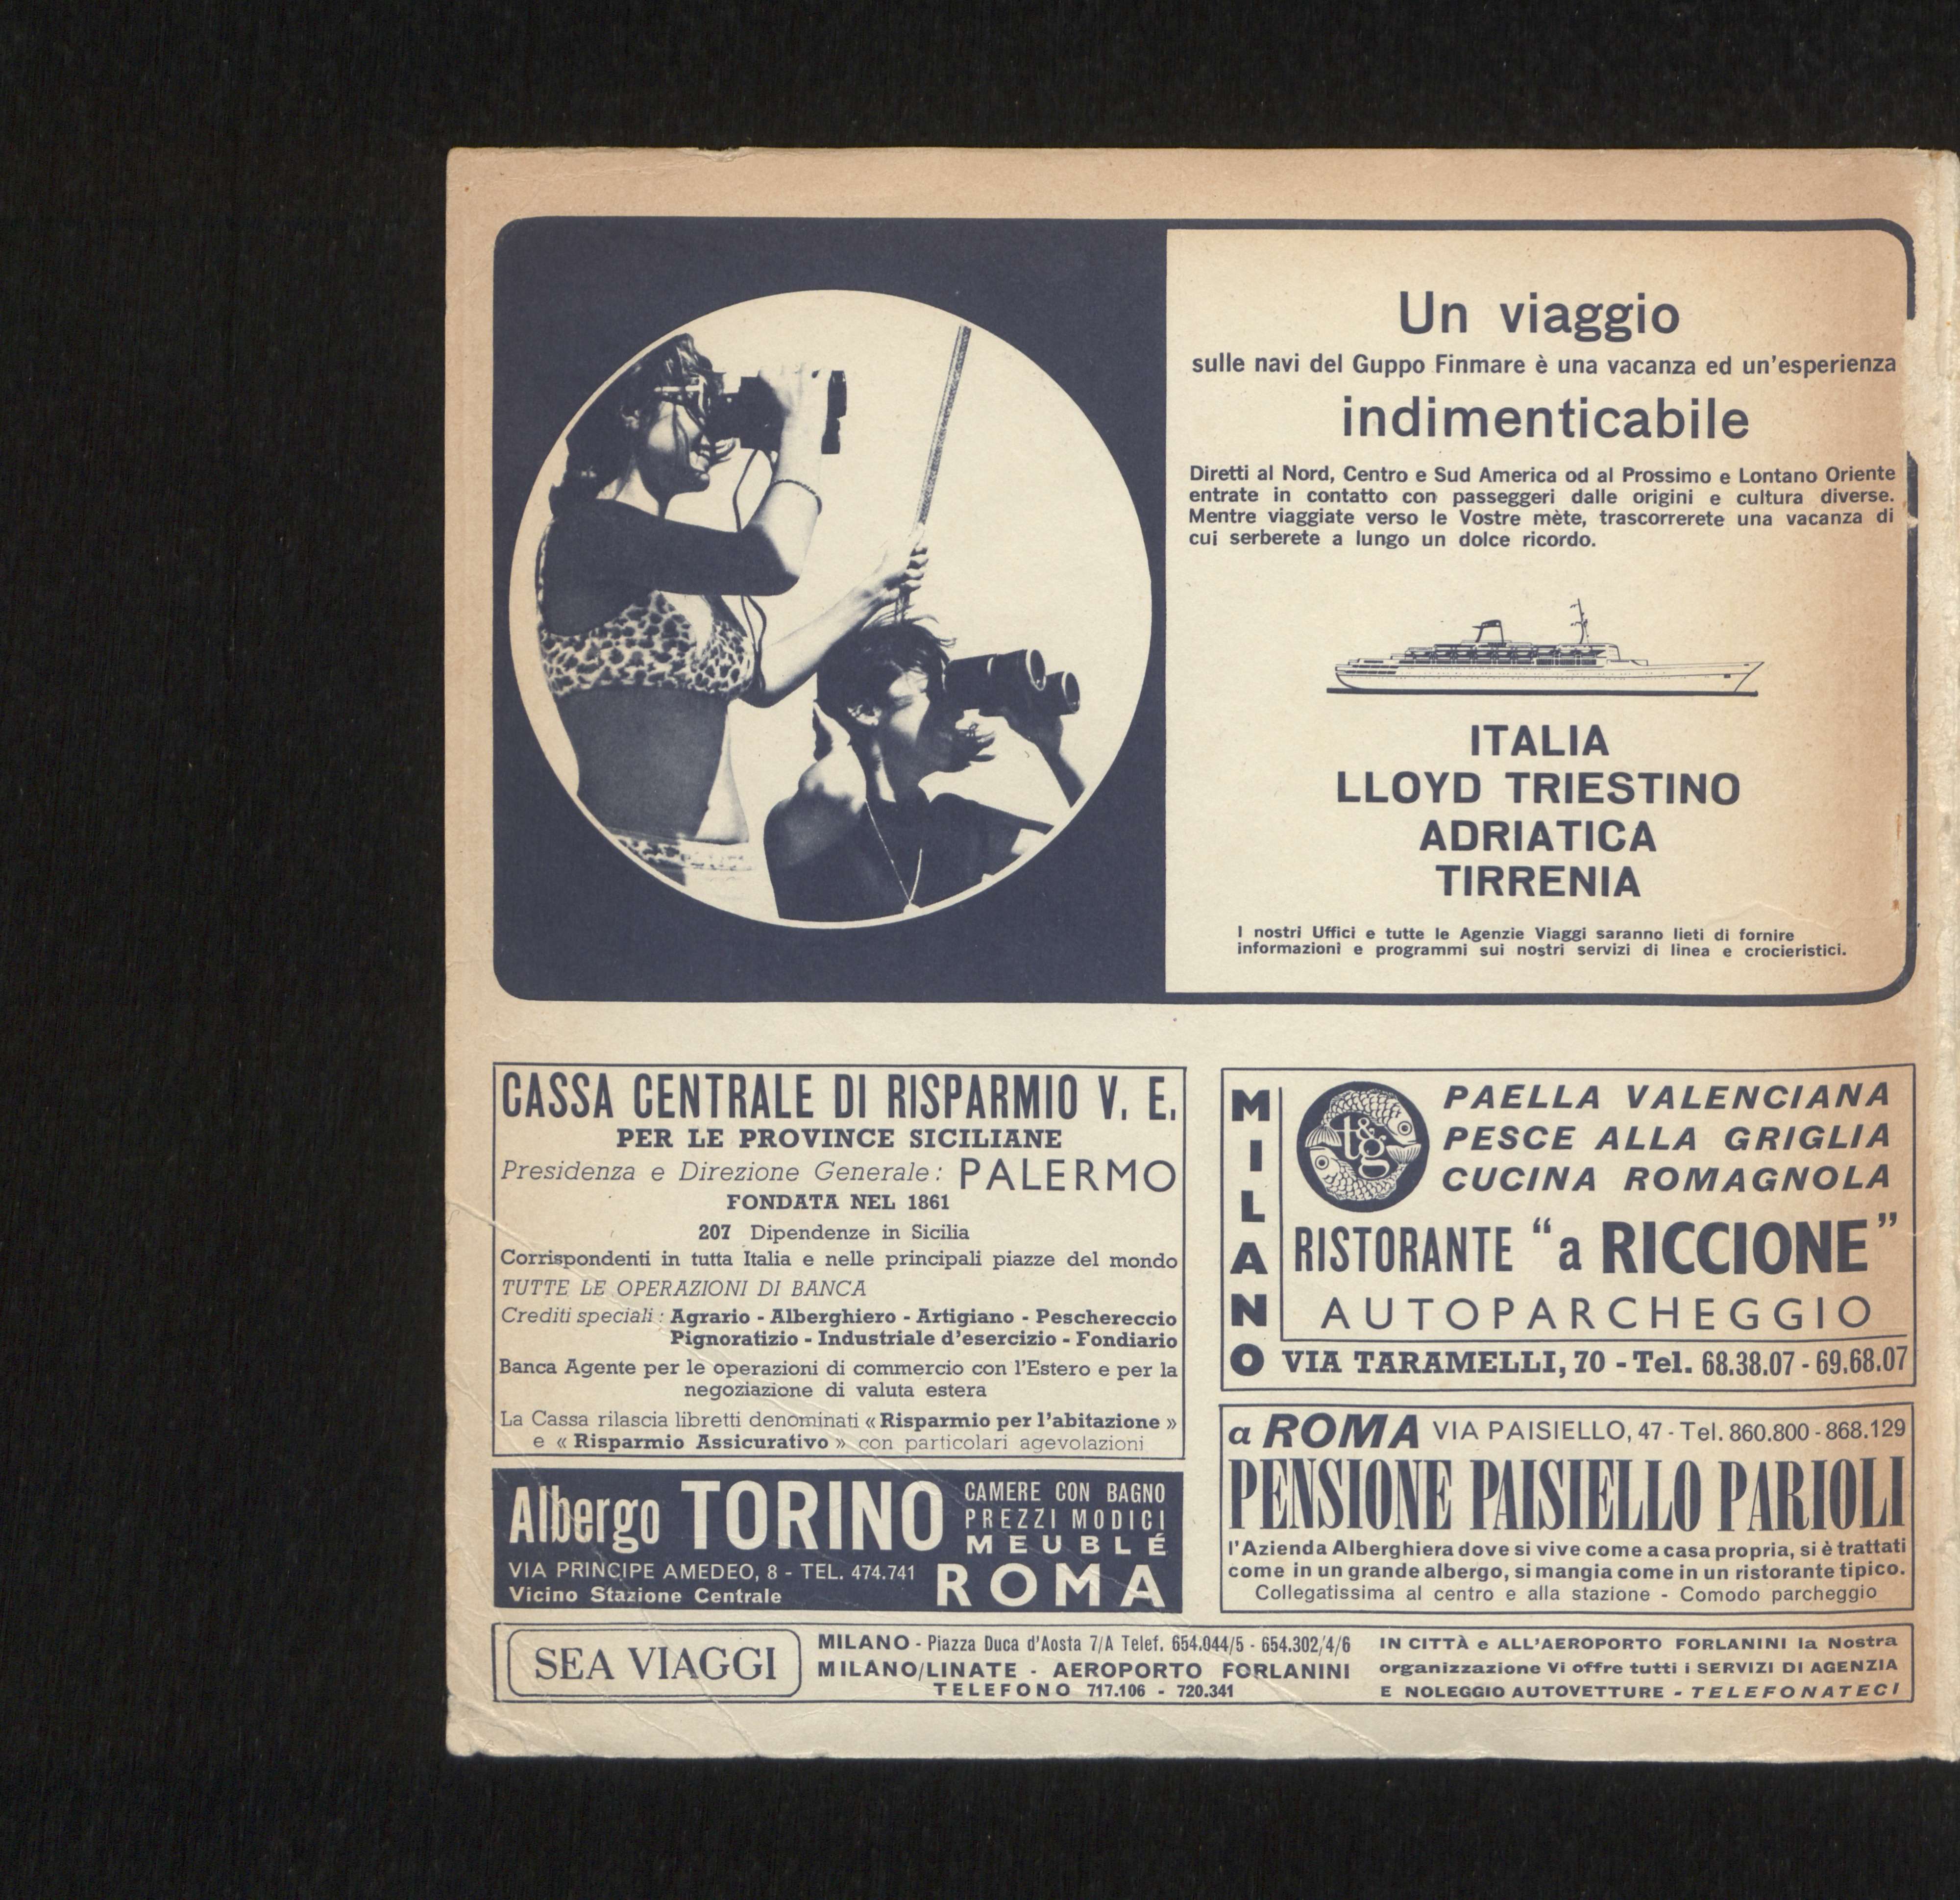 Un viaggio
sulle navi del Guppo Finmare è una vacanza ed un'esperienza
indimenticabile
Diretti al Nord, Centro e Sud America od al Prossimo e Lontano Oriente
entrate in contatto con passeggeri dalle origini e cultura diverse.
Mentre viaggiate verso le Vostre mète, trascorrerete una vacanza di
cui serberete a lungo un dolce ricordo.
ITALIA
LLOYD TRIESTINO
ADRIATICA
TIRRENIA
I nostri Uffici e tutte le Agenzie Viaggi saranno lieti di fornire
informazioni e programmi sui nostri servizi di linea e crocieristici.
CASSA CENTRALE DI RISPARMIO V. E.
PER LE PROVINCE SICILIANE
Presidenza e Direzione Generale: PALERMO
FONDATA NEL 1861
207 Dipendenze in Sicilia
Corrispondenti in tutta Italia e nelle principali piazze del mondo
TUTTE LE OPERAZIONI DI BANCA
Crediti speciali: Agrario - Alberghiero - Artigiano - Peschereccio
Pignoratizio - Industriale d'esercizio - Fondiario
Banca Agente per le operazioni di commercio con l'Estero e per la
negoziazione di valuta estera
La Cassa rilascia libretti denominati « Risparmio per l'abitazione »
e « Risparmio Assicurativo » con particolari agevolazioni
MILANO
t&g
PAELLA VALENCIANA
PESCE ALLA GRIGLIA
CUCINA ROMAGNOLA
RISTORANTE "a RICCIONE"
AUTOPARCHEGGIO
VIA TARAMELLI, 70 - Tel. 68.38.07 - 69.68.07
Albergo TORINO
CAMERE CON BAGNO
PREZZI MODICI
MEUBLÉ
VIA PRINCIPE AMEDEO, 8 - TEL. 474.741
Vicino Stazione Centrale
ROMA
a ROMA VIA PAISIELLO, 47 - Tel. 860.800 - 868.129
PENSIONE PAISIELLO PARIOLI
l'Azienda Alberghiera dove si vive come a casa propria, si è trattati
come in un grande albergo, si mangia come in un ristorante tipico.
Collegatissima al centro e alla stazione - Comodo parcheggio
SEA VIAGGI
MILANO - Piazza Duca d'Aosta 7/A Telef. 654.044/5 - 654.302/4/6
MILANO/LINATE - AEROPORTO FORLANINI
TELEFONO 717.106 - 720.341
IN CITTÀ e ALL'AEROPORTO FORLANINI la Nostra
organizzazione Vi offre tutti i SERVIZI DI AGENZIA
E NOLEGGIO AUTOVETTURE - TELEFONATECI